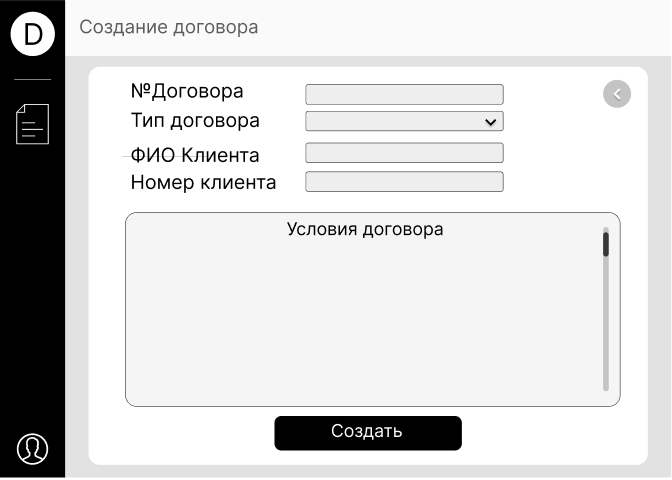 D
Создание договора
№Договора
Тип договора
ФИО Клиента
Номер клиента
Условия договора
Создать